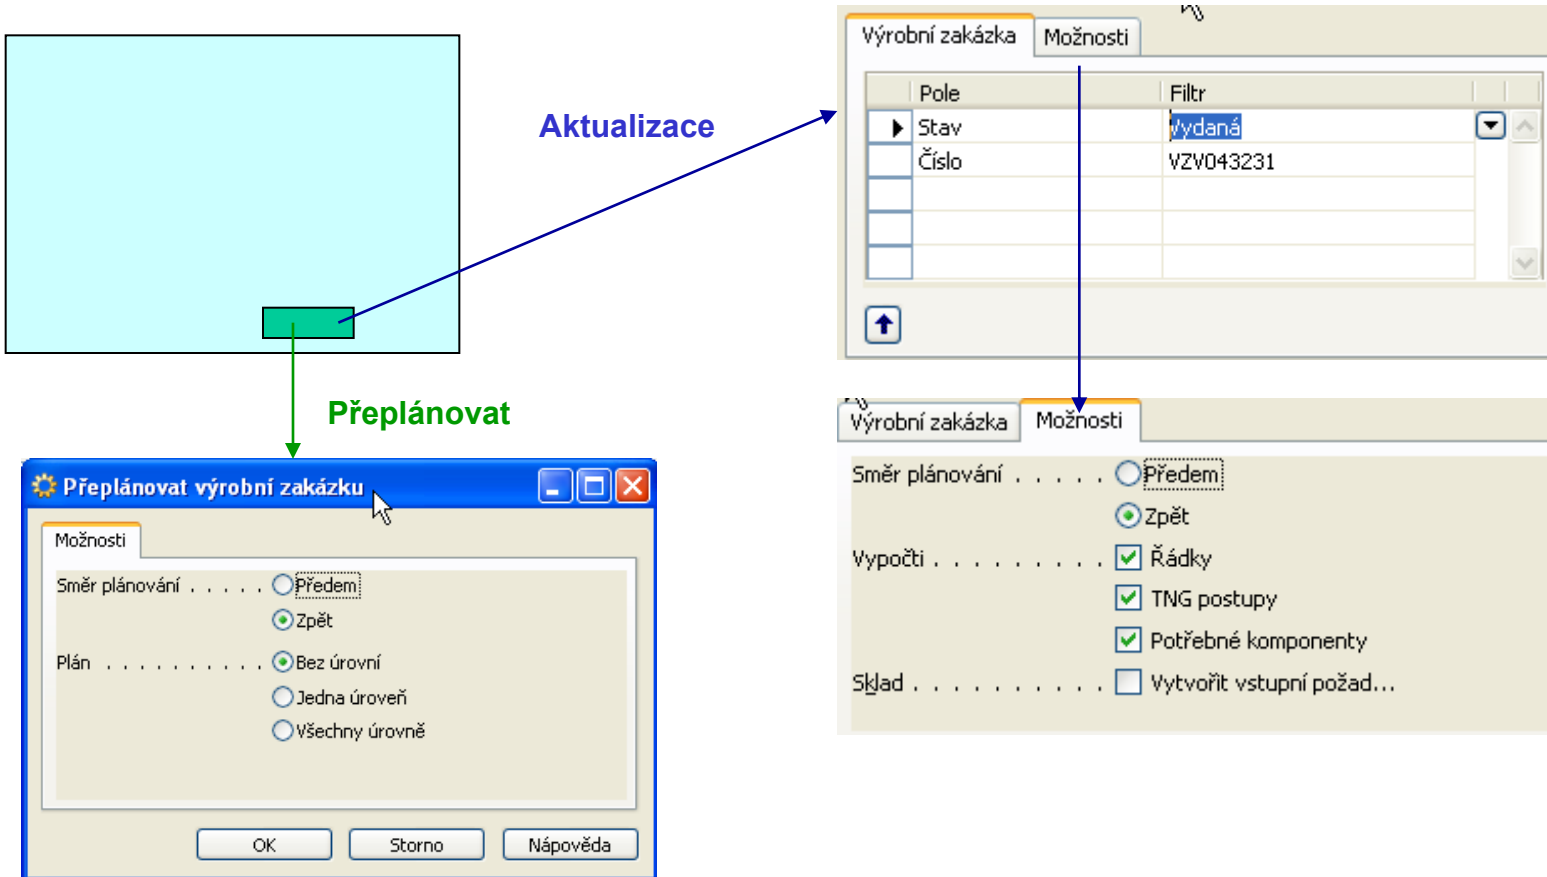 Výrobní zakázka Možnosti
Pole Filtr
Stav Vydaná
Číslo VZV043231
Aktualizace
Přeplánovat
Přeplánovat výrobní zakázku
Možnosti
Směr plánování . . . . . Předem
Zpět
Plán . . . . . . . . . . Bez úrovní
Jedna úroveň
Všechny úrovně
OK Storno Nápověda
Výrobní zakázka Možnosti
Směr plánování . . . . . Předem
Zpět
Vypočti . . . . . . . . . Řádky
TNG postupy
Potřebné komponenty
Sklad . . . . . . . . . . Vytvořit vstupní požad...